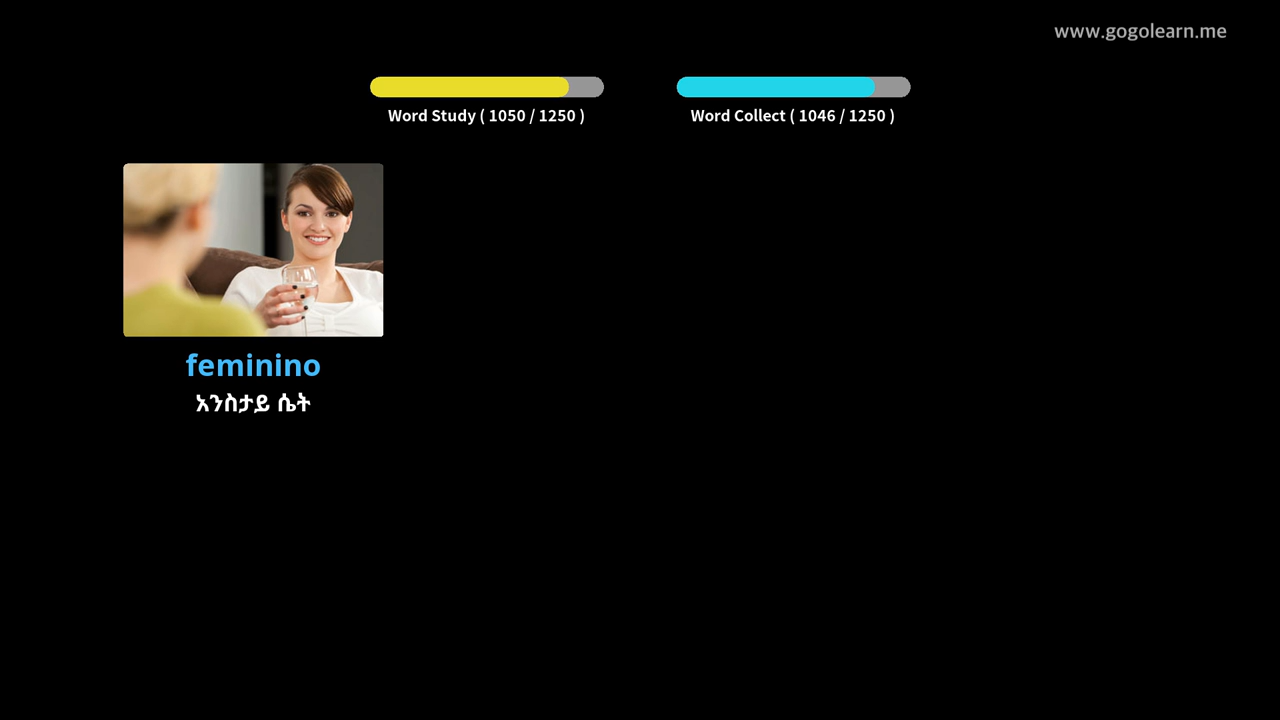 www.gogolearn.me
Word Study ( 1050 / 1250 )
Word Collect ( 1046 / 1250 )
feminino
አንስታይ ሴት